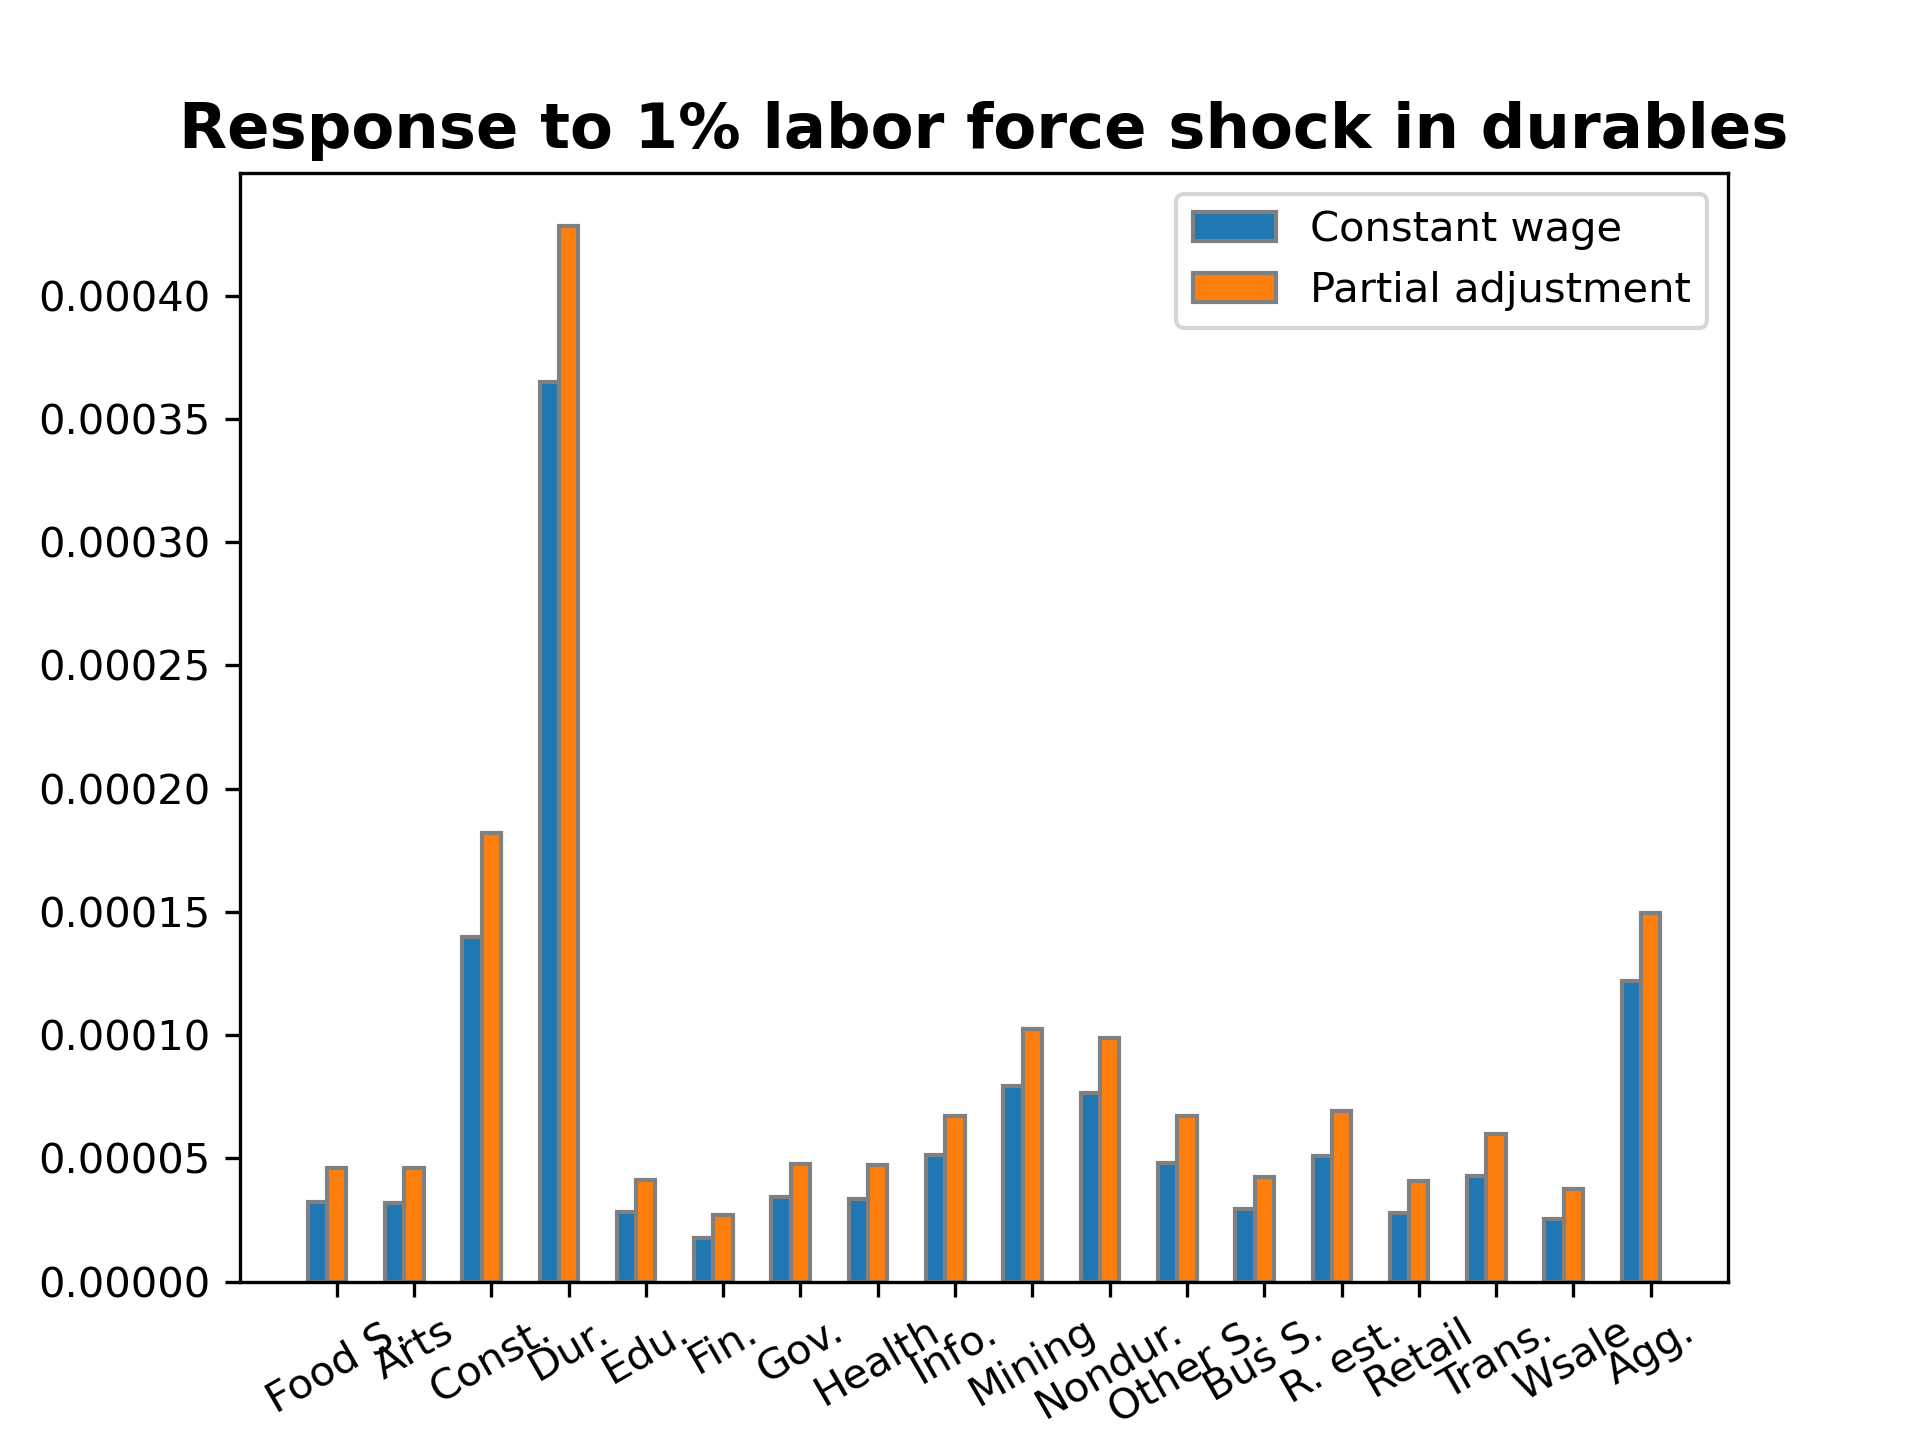 Response to 1% labor force shock in durables
Constant wage
Partial adjustment
0.00040
0.00035
0.00030
0.00025
0.00020
0.00015
0.00010
0.00005
0.00000
Food S.
Arts
Const.
Dur.
Edu.
Fin.
Gov.
Health
Info.
Mining
Nondur.
Other S.
Bus S.
R. est.
Retail
Trans.
Wsale
Agg.